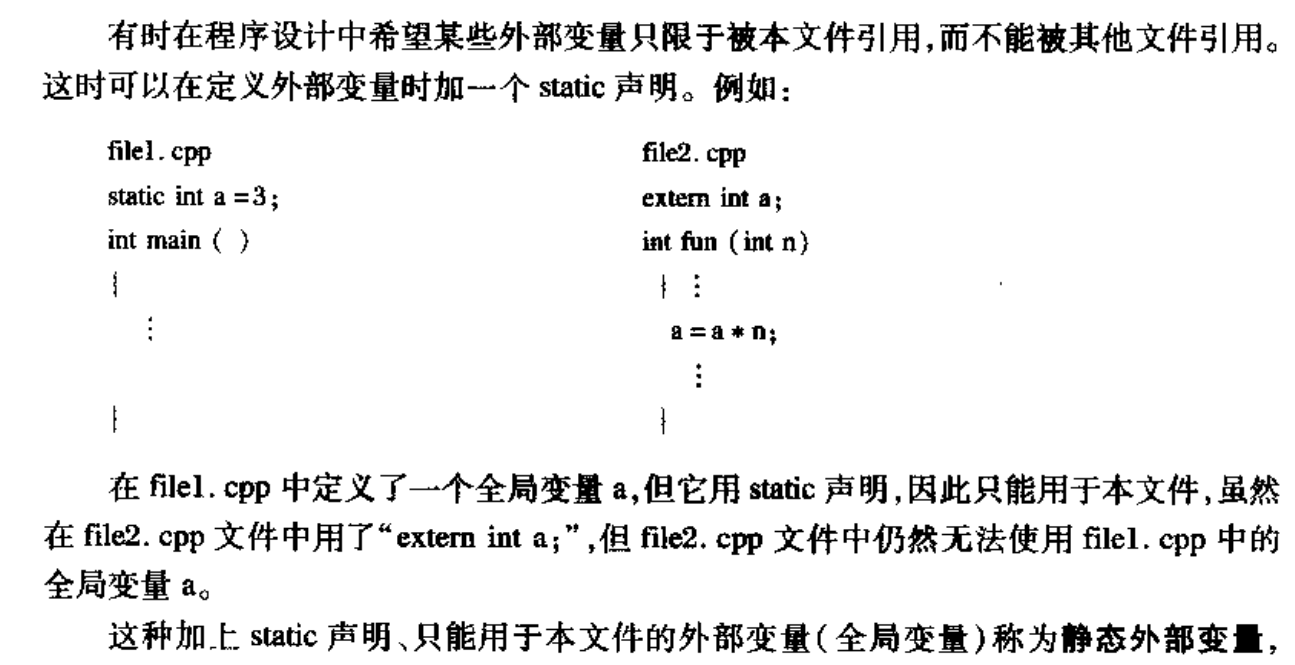 有时在程序设计中希望某些外部变量只限于被本文件引用,而不能被其他文件引用。
这时可以在定义外部变量时加一个 static 声明。例如:
file1.cpp
static int a=3;
int main ( )
{
⋮
}
file2.cpp
extern int a;
int fun (int n)
{ ⋮
a=a*n;
⋮
}
在 file1.cpp 中定义了一个全局变量 a,但它用 static 声明,因此只能用于本文件,虽然
在 file2.cpp 文件中用了“extern int a;”,但 file2.cpp 文件中仍然无法使用 file1.cpp 中的
全局变量 a。
这种加上 static 声明、只能用于本文件的外部变量(全局变量)称为静态外部变量,